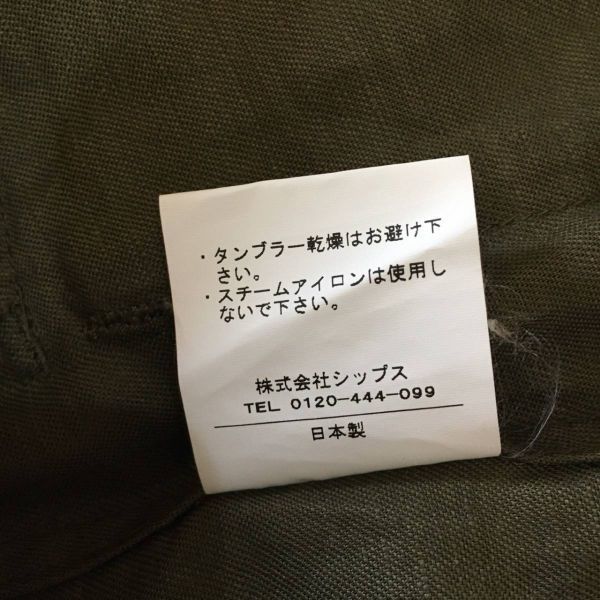 ・タンブラー乾燥はお避け下
さい。
・スチームアイロンは使用し
ないで下さい。
株式会社シップス
TEL 0120-444-099
日本製